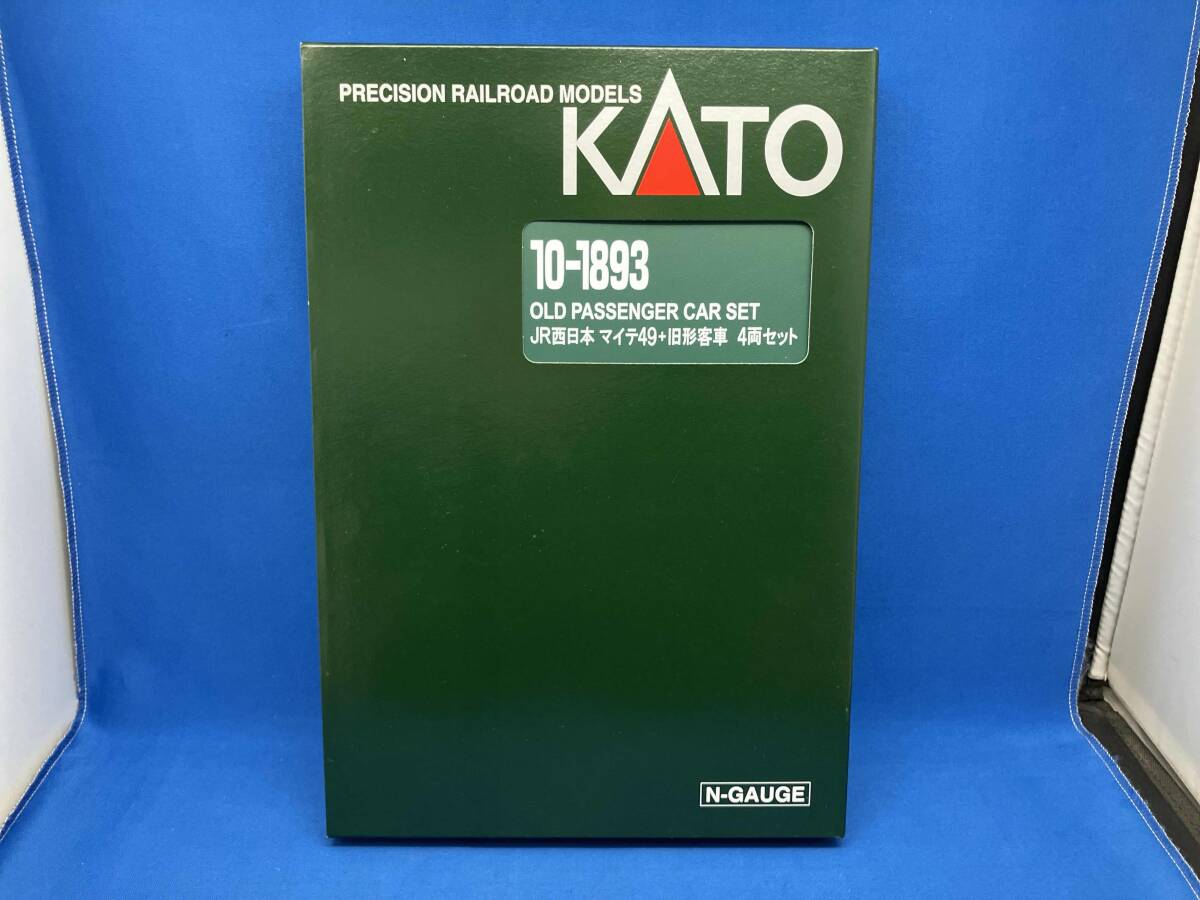 PRECISION RAILROAD MODELS
KATO
10-1893
OLD PASSENGER CAR SET
JR西日本 マイテ49+旧形客車 4両セット
N-GAUGE